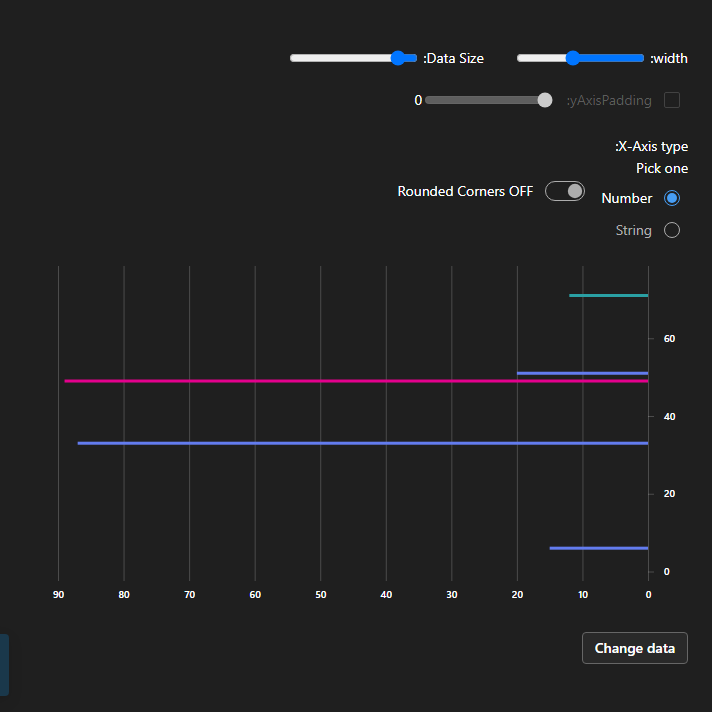 :width
:Data Size
:yAxisPadding
0
:X-Axis type
Pick one
Number
Rounded Corners OFF
String
60
40
20
0
90 80 70 60 50 40 30 20 10 0
Change data